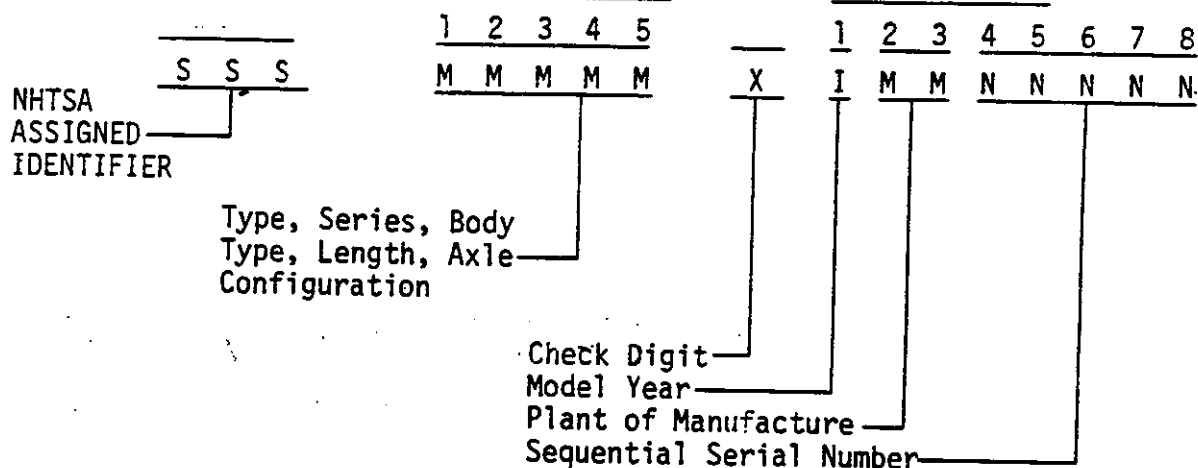 1 2 3 4 5 1 2 3 4 5 6 7 8
S S S M M M M M X I M M N N N N N
NHTSA
ASSIGNED
IDENTIFIER
Type, Series, Body
Type, Length, Axle
Configuration
Check Digit
Model Year
Plant of Manufacture
Sequential Serial Number